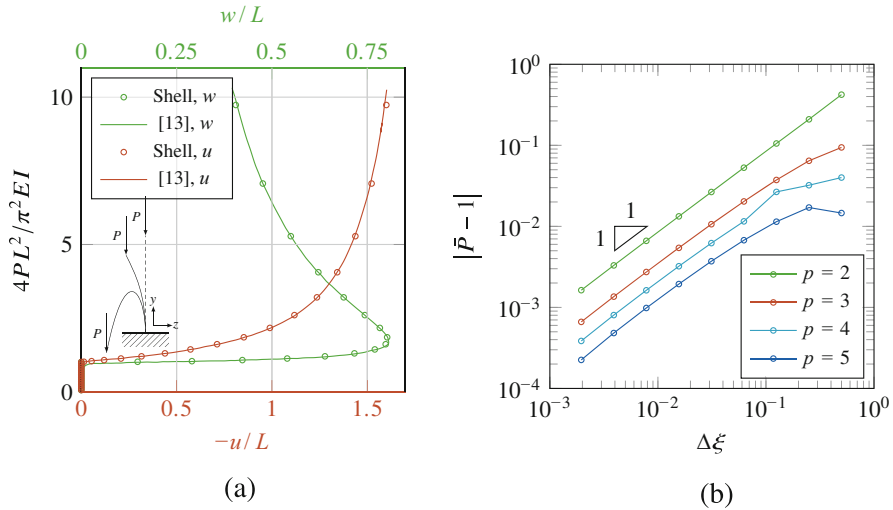 w/L
0 0.25 0.5 0.75
10
5
0
4PL²/π²EI
Shell, w
[13], w
Shell, u
[13], u
P
P
P
y
z
0 0.5 1 1.5
−u/L
(a)
10⁰
10⁻¹
10⁻²
10⁻³
10⁻⁴
|P̄ − 1|
1
1
p = 2
p = 3
p = 4
p = 5
10⁻³ 10⁻² 10⁻¹ 10⁰
Δξ
(b)